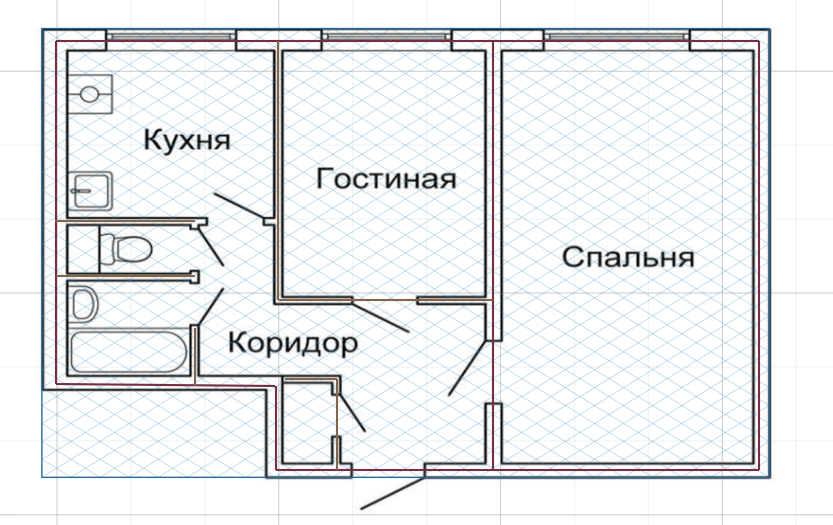 Кухня
Гостиная
Спальня
Коридор